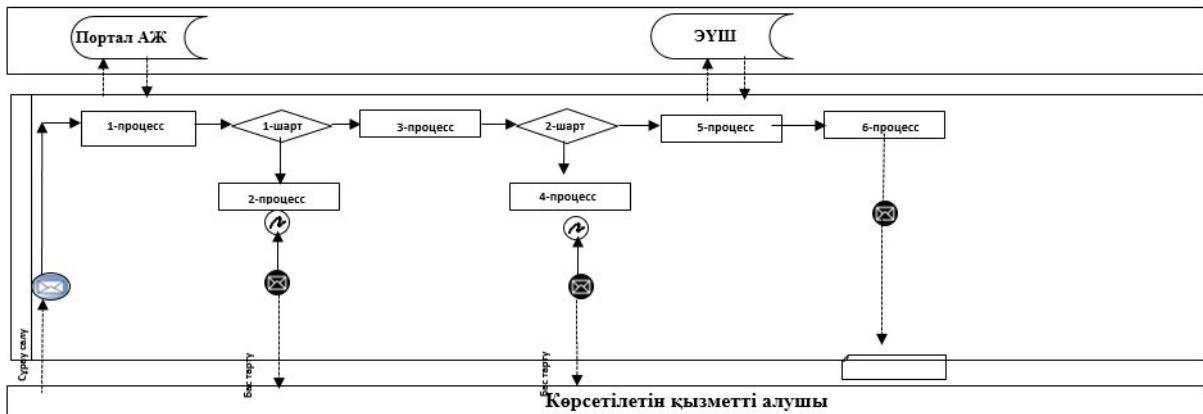 Портал АЖ
ЭҮШ
1-процесс
1-шарт
3-процесс
2-шарт
5-процесс
6-процесс
2-процесс
4-процесс
Сұрау салу
Бас тарту
Бас тарту
Көрсетілетін қызметті алушы